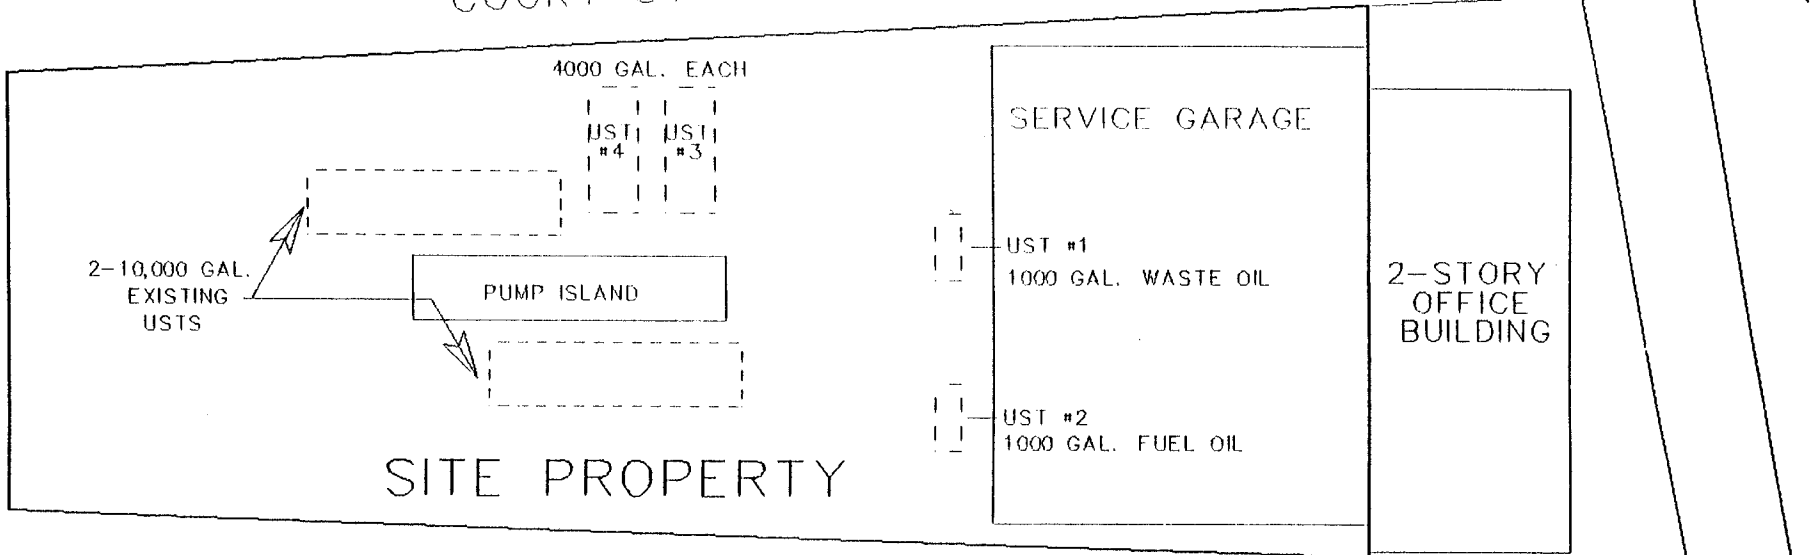 4000 GAL. EACH
UST
#4
UST
#3
SERVICE GARAGE
2-10,000 GAL.
EXISTING
USTS
PUMP ISLAND
UST #1
1000 GAL. WASTE OIL
2-STORY
OFFICE
BUILDING
UST #2
1000 GAL. FUEL OIL
SITE PROPERTY